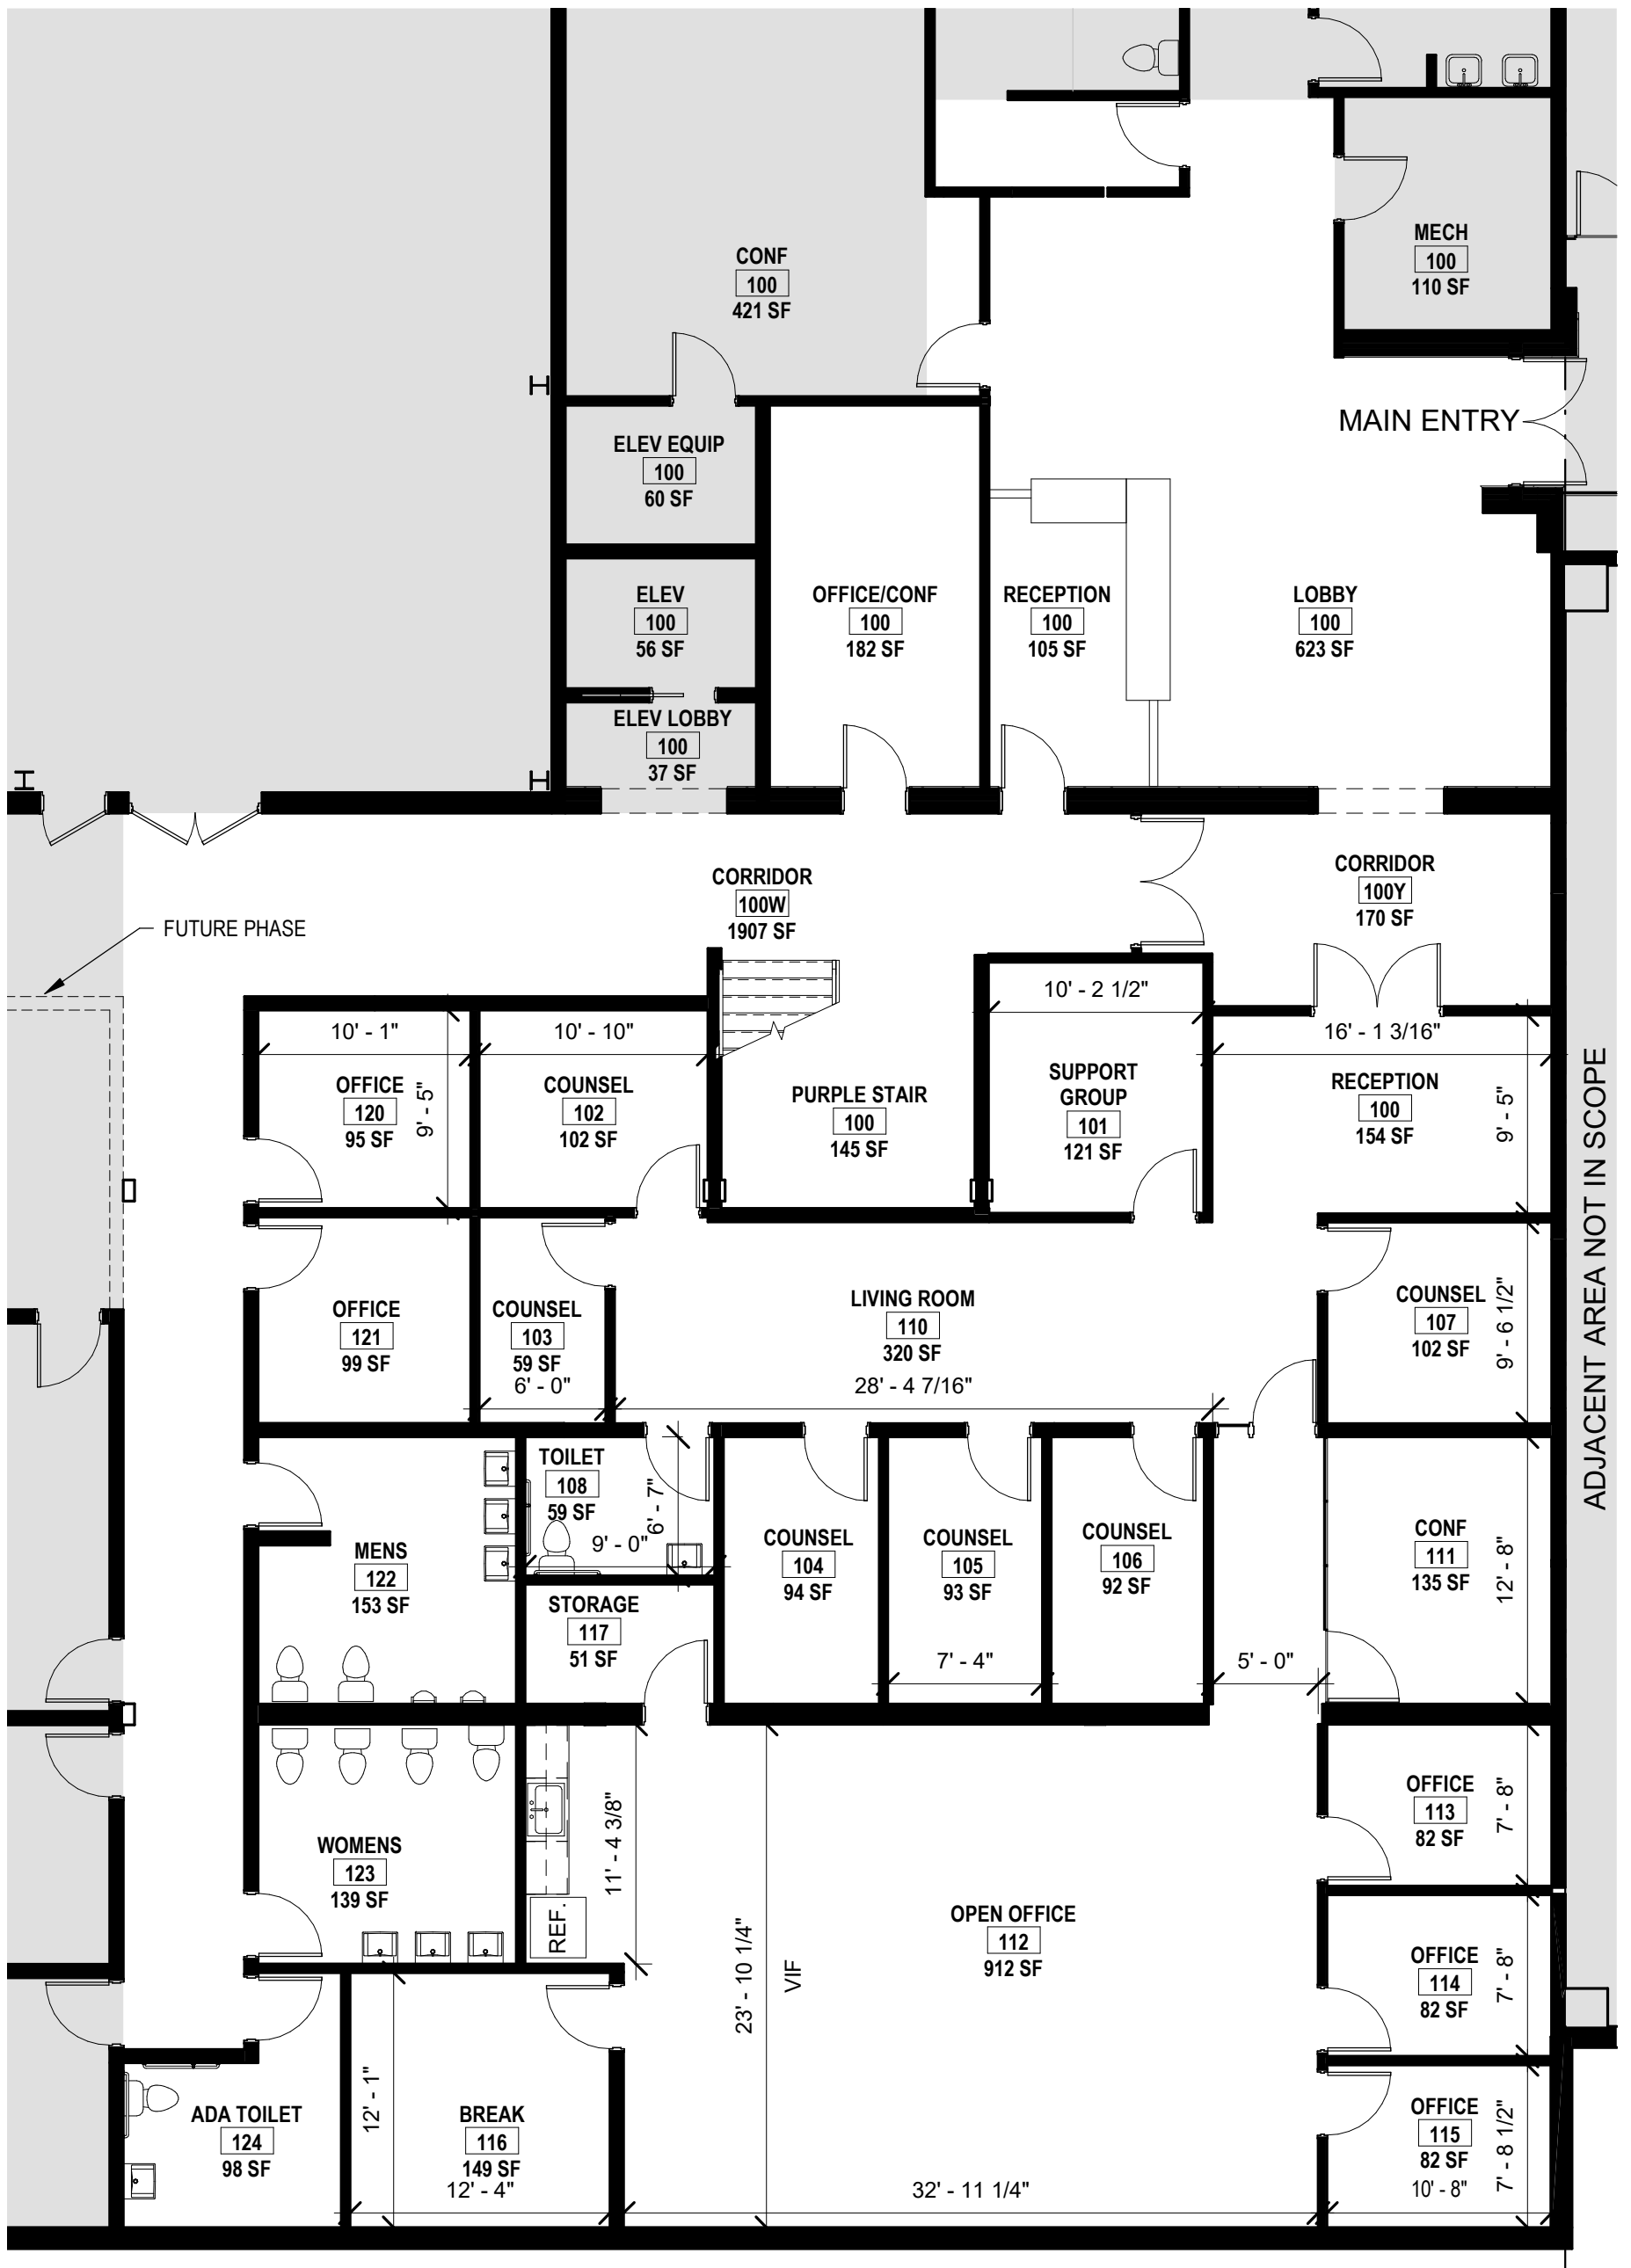 CONF
100
421 SF
MECH
100
110 SF
MAIN ENTRY
ELEV EQUIP
100
60 SF
ELEV
100
56 SF
OFFICE/CONF
100
182 SF
RECEPTION
100
105 SF
LOBBY
100
623 SF
ELEV LOBBY
100
37 SF
CORRIDOR
100W
1907 SF
CORRIDOR
100Y
170 SF
FUTURE PHASE
10' - 1"
10' - 10"
10' - 2 1/2"
16' - 1 3/16"
OFFICE
120
95 SF
9' - 5"
COUNSEL
102
102 SF
PURPLE STAIR
100
145 SF
SUPPORT
GROUP
101
121 SF
RECEPTION
100
154 SF
9' - 5"
ADJACENT AREA NOT IN SCOPE
OFFICE
121
99 SF
COUNSEL
103
59 SF
6' - 0"
LIVING ROOM
110
320 SF
28' - 4 7/16"
COUNSEL
107
102 SF
9' - 6 1/2"
TOILET
108
59 SF
9' - 0"
6' - 7"
MENS
122
153 SF
STORAGE
117
51 SF
COUNSEL
104
94 SF
COUNSEL
105
93 SF
7' - 4"
COUNSEL
106
92 SF
5' - 0"
CONF
111
135 SF
12' - 8"
WOMENS
123
139 SF
REF.
11' - 4 3/8"
23' - 10 1/4"
VIF
OPEN OFFICE
112
912 SF
OFFICE
113
82 SF
7' - 8"
OFFICE
114
82 SF
7' - 8"
ADA TOILET
124
98 SF
12' - 1"
BREAK
116
149 SF
12' - 4"
32' - 11 1/4"
OFFICE
115
82 SF
10' - 8"
7' - 8 1/2"